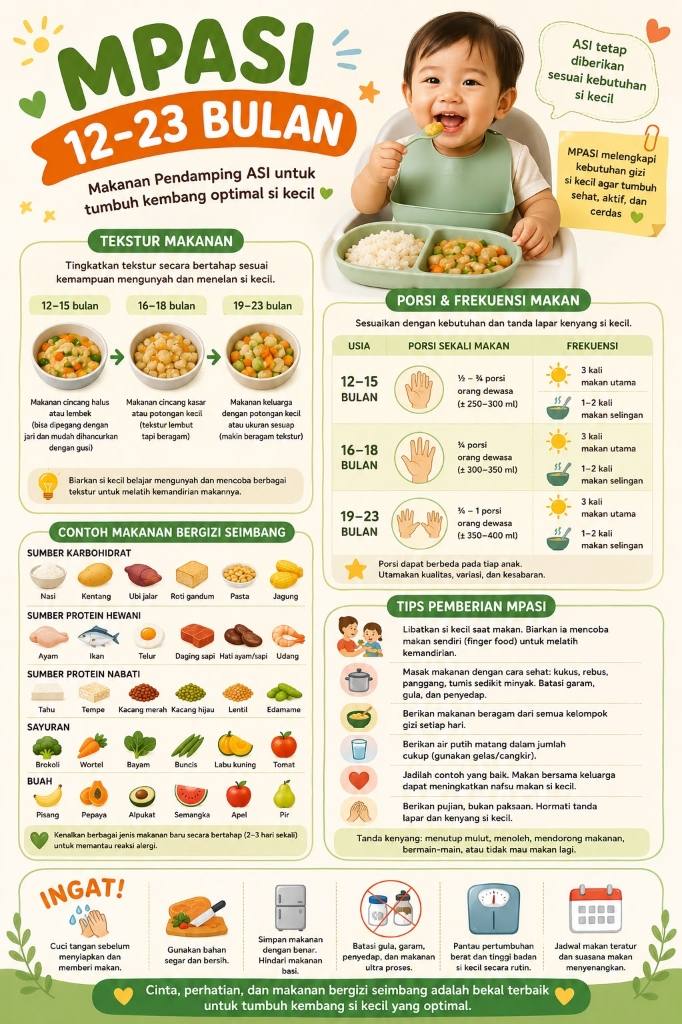 MPASI
12–23 BULAN
Makanan Pendamping ASI untuk
tumbuh kembang optimal si kecil
ASI tetap
diberikan
sesuai kebutuhan
si kecil
MPASI melengkapi
kebutuhan gizi
si kecil agar tumbuh
sehat, aktif, dan
cerdas
TEKSTUR MAKANAN
Tingkatkan tekstur secara bertahap sesuai
kemampuan mengunyah dan menelan si kecil.
12–15 bulan
16–18 bulan
19–23 bulan
Makanan cincang halus
atau lembek
(bisa dipegang dengan
jari dan mudah dihancurkan
dengan gusi)
Makanan cincang kasar
atau potongan kecil
(tekstur lembut
tapi beragam)
Makanan keluarga
dengan potongan kecil
atau ukuran sesuap
(makin beragam tekstur)
Biarkan si kecil belajar mengunyah dan mencoba berbagai
tekstur untuk melatih kemandirian makannya.
PORSI & FREKUENSI MAKAN
Sesuaikan dengan kebutuhan dan tanda lapar kenyang si kecil.
USIA PORSI SEKALI MAKAN FREKUENSI
12–15
BULAN
½ – ¾ porsi
orang dewasa
(± 250–300 ml)
3 kali
makan utama
1–2 kali
makan selingan
16–18
BULAN
¾ porsi
orang dewasa
(± 300–350 ml)
3 kali
makan utama
1–2 kali
makan selingan
19–23
BULAN
¾ – 1 porsi
orang dewasa
(± 350–400 ml)
3 kali
makan utama
1–2 kali
makan selingan
Porsi dapat berbeda pada tiap anak.
Utamakan kualitas, variasi, dan kesabaran.
CONTOH MAKANAN BERGIZI SEIMBANG
SUMBER KARBOHIDRAT
Nasi Kentang Ubi jalar Roti gandum Pasta Jagung
SUMBER PROTEIN HEWANI
Ayam Ikan Telur Daging sapi Hati ayam/sapi Udang
SUMBER PROTEIN NABATI
Tahu Tempe Kacang merah Kacang hijau Lentil Edamame
SAYURAN
Brokoli Wortel Bayam Buncis Labu kuning Tomat
BUAH
Pisang Pepaya Alpukat Semangka Apel Pir
Kenalkan berbagai jenis makanan baru secara bertahap (2–3 hari sekali)
untuk memantau reaksi alergi.
TIPS PEMBERIAN MPASI
Libatkan si kecil saat makan. Biarkan ia mencoba
makan sendiri (finger food) untuk melatih
kemandirian.
Masak makanan dengan cara sehat: kukus, rebus,
panggang, tumis sedikit minyak. Batasi garam,
gula, dan penyedap.
Berikan makanan beragam dari semua kelompok
gizi setiap hari.
Berikan air putih matang dalam jumlah
cukup (gunakan gelas/cangkir).
Jadilah contoh yang baik. Makan bersama keluarga
dapat meningkatkan nafsu makan si kecil.
Berikan pujian, bukan paksaan. Hormati tanda
lapar dan kenyang si kecil.
Tanda kenyang: menutup mulut, menoleh, mendorong makanan,
bermain-main, atau tidak mau makan lagi.
INGAT!
Cuci tangan sebelum
menyiapkan dan
memberi makan.
Gunakan bahan
segar dan bersih.
Simpan makanan
dengan benar.
Hindari makanan
basi.
Batasi gula, garam,
penyedap, dan makanan
ultra proses.
Pantau pertumbuhan
berat dan tinggi badan
si kecil secara rutin.
Jadwal makan teratur
dan suasana makan
menyenangkan.
Cinta, perhatian, dan makanan bergizi seimbang adalah bekal terbaik
untuk tumbuh kembang si kecil yang optimal.